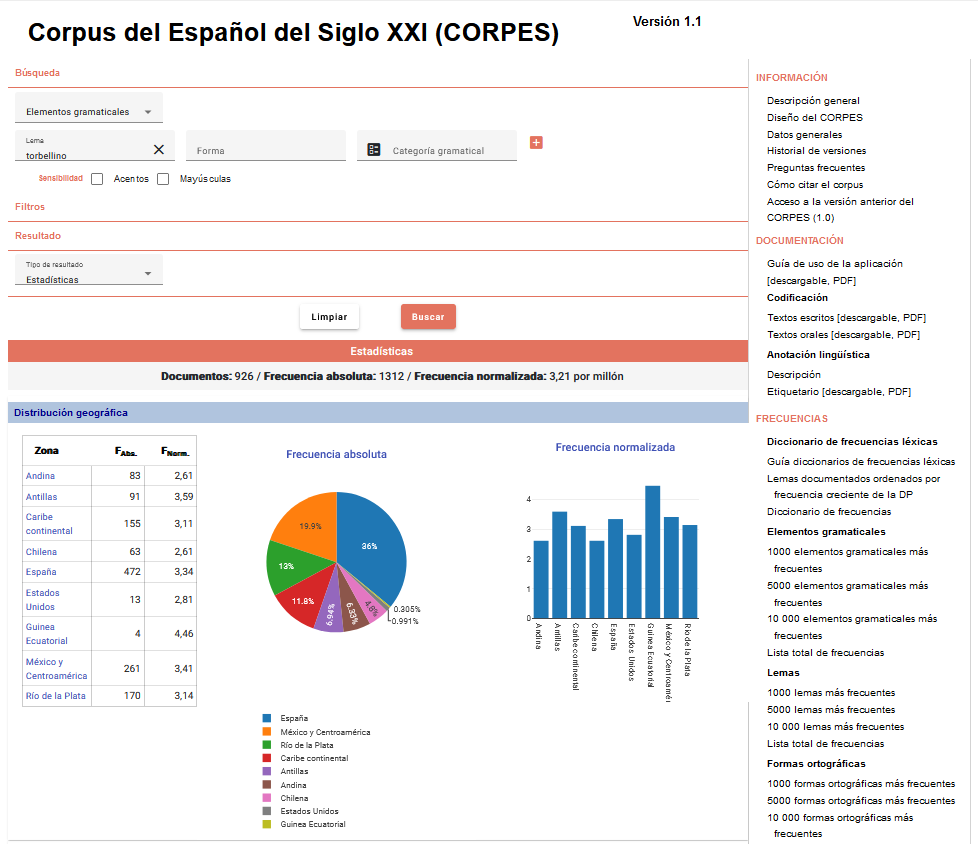 Corpus del Español del Siglo XXI (CORPES)
Versión 1.1
Búsqueda
Elementos gramaticales
Lema
torbellino
Forma
Categoría gramatical
Sensibilidad
Acentos
Mayúsculas
Filtros
Resultado
Tipo de resultado
Estadísticas
Limpiar
Buscar
Estadísticas
Documentos: 926 / Frecuencia absoluta: 1312 / Frecuencia normalizada: 3,21 por millón
Distribución geográfica
Zona FAbs. FNorm.
Andina 83 2,61
Antillas 91 3,59
Caribe
continental 155 3,11
Chilena 63 2,61
España 472 3,34
Estados
Unidos 13 2,81
Guinea
Ecuatorial 4 4,46
México y
Centroamérica 261 3,41
Río de la Plata 170 3,14
Frecuencia absoluta
36%
19.9%
13%
11.8%
6.94%
6.33%
4.8%
0.305%
0.991%
España
México y Centroamérica
Río de la Plata
Caribe continental
Antillas
Andina
Chilena
Estados Unidos
Guinea Ecuatorial
Frecuencia normalizada
4
3
2
1
0
Andina
Antillas
Caribe continental
Chilena
España
Estados Unidos
Guinea Ecuatorial
México y Centroamér
Río de la Plata
INFORMACIÓN
Descripción general
Diseño del CORPES
Datos generales
Historial de versiones
Preguntas frecuentes
Cómo citar el corpus
Acceso a la versión anterior del
CORPES (1.0)
DOCUMENTACIÓN
Guía de uso de la aplicación
[descargable, PDF]
Codificación
Textos escritos [descargable, PDF]
Textos orales [descargable, PDF]
Anotación lingüística
Descripción
Etiquetario [descargable, PDF]
FRECUENCIAS
Diccionario de frecuencias léxicas
Guía diccionarios de frecuencias léxicas
Lemas documentados ordenados por
frecuencia creciente de la DP
Diccionario de frecuencias
Elementos gramaticales
1000 elementos gramaticales más
frecuentes
5000 elementos gramaticales más
frecuentes
10 000 elementos gramaticales más
frecuentes
Lista total de frecuencias
Lemas
1000 lemas más frecuentes
5000 lemas más frecuentes
10 000 lemas más frecuentes
Lista total de frecuencias
Formas ortográficas
1000 formas ortográficas más frecuentes
5000 formas ortográficas más frecuentes
10 000 formas ortográficas más
frecuentes